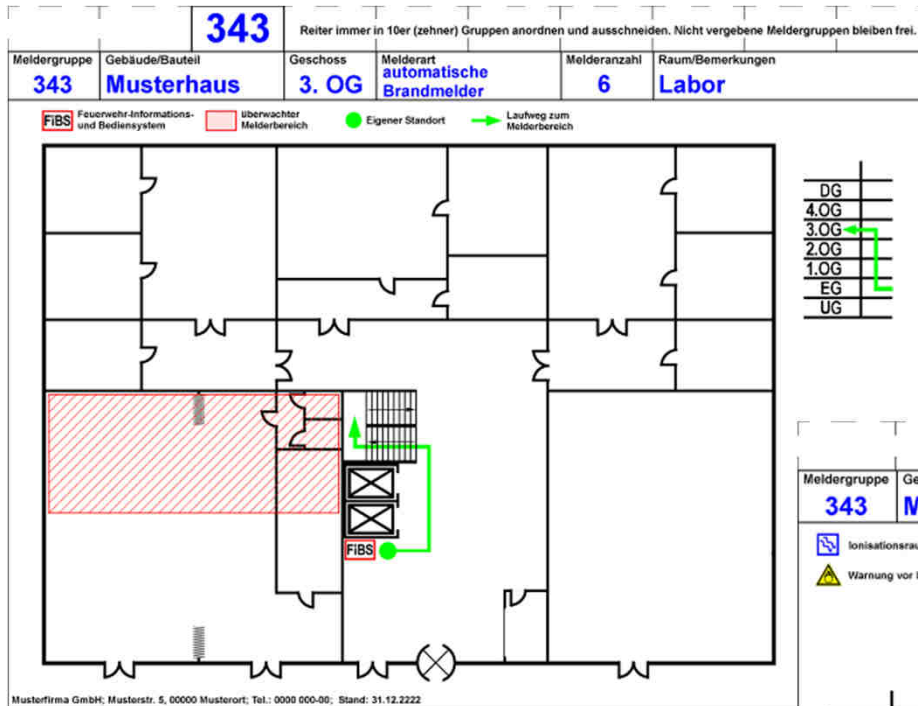 343
Reiter immer in 10er (zehner) Gruppen anordnen und ausschneiden. Nicht vergebene Meldergruppen bleiben frei.
Meldergruppe Gebäude/Bauteil Geschoss Melderart Melderanzahl Raum/Bemerkungen
343 Musterhaus 3. OG automatische Brandmelder 6 Labor
FiBS Feuerwehr-Informations- und Bediensystem
überwachter Melderbereich
Eigener Standort
Laufweg zum Melderbereich
DG
4.OG
3.OG
2.OG
1.OG
EG
UG
FiBS
Meldergruppe
343
Warnung vor
Musterfirma GmbH; Musterstr. 5, 00000 Musterort; Tel.: 0000 000-00; Stand: 31.12.2222